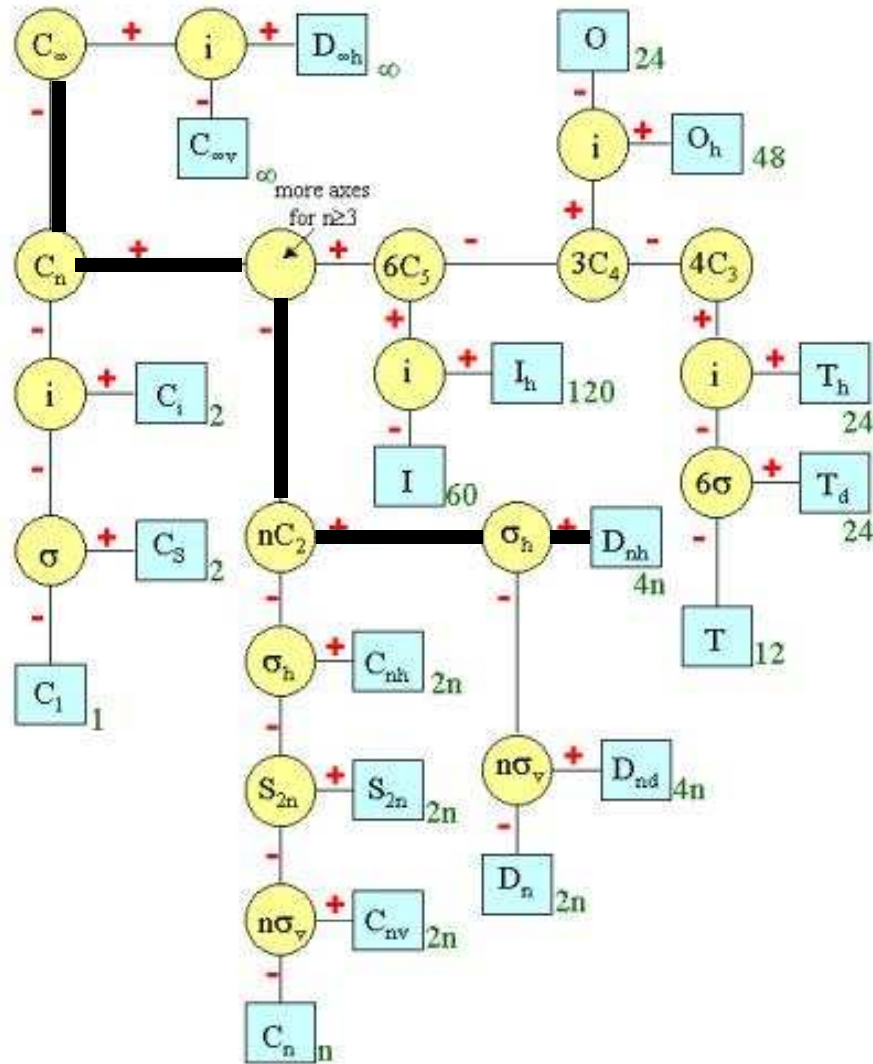 C∞ + i + D∞h ∞
O 24
- - -
C∞v ∞
i + Oh 48
more axes
for n≥3
+
Cn + + 6C5 - 3C4 - 4C3
- - + +
i + Ci 2
i + Ih 120
i + Th 24
- - -
I 60
6σ + Td 24
σ + Cs 2
nC2 + σh + Dnh 4n
- - - -
C1 1
σh + Cnh 2n
T 12
-
S2n + S2n 2n
nσv + Dnd 4n
- -
Dn 2n
nσv + Cnv 2n
-
Cn n